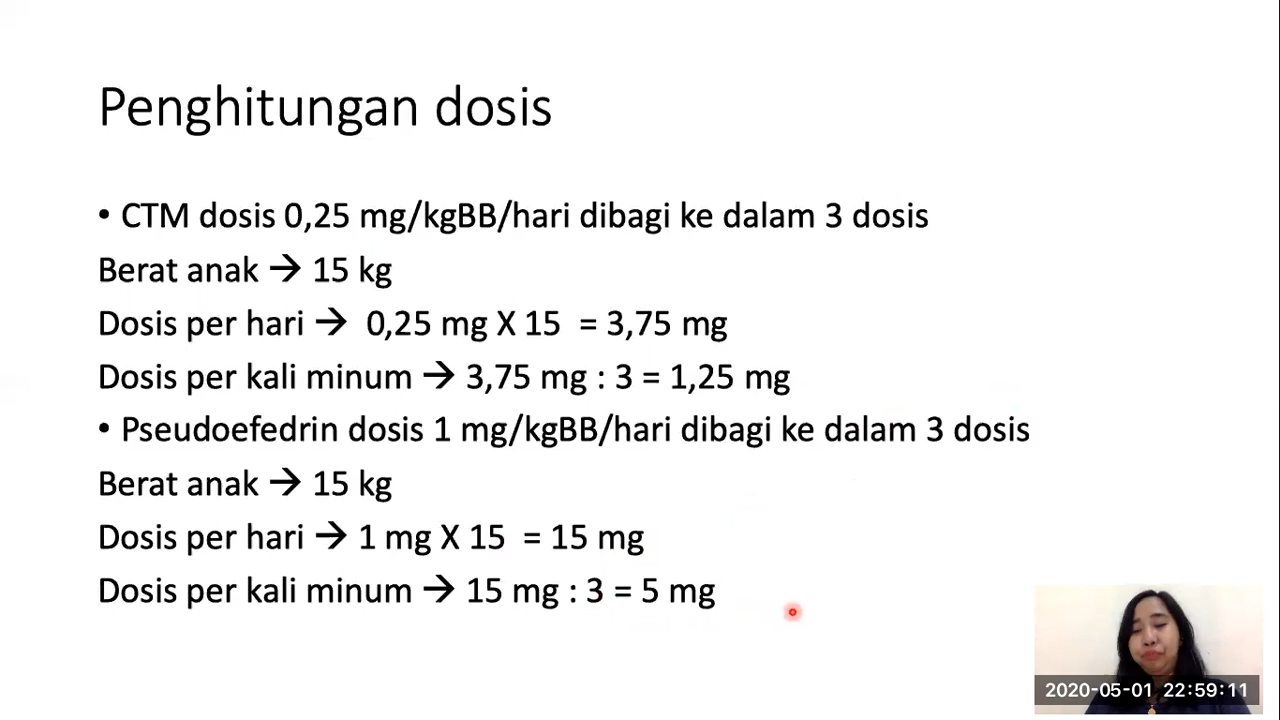 Penghitungan dosis
• CTM dosis 0,25 mg/kgBB/hari dibagi ke dalam 3 dosis
Berat anak → 15 kg
Dosis per hari → 0,25 mg X 15 = 3,75 mg
Dosis per kali minum → 3,75 mg : 3 = 1,25 mg
• Pseudoefedrin dosis 1 mg/kgBB/hari dibagi ke dalam 3 dosis
Berat anak → 15 kg
Dosis per hari → 1 mg X 15 = 15 mg
Dosis per kali minum → 15 mg : 3 = 5 mg
2020-05-01 22:59:11